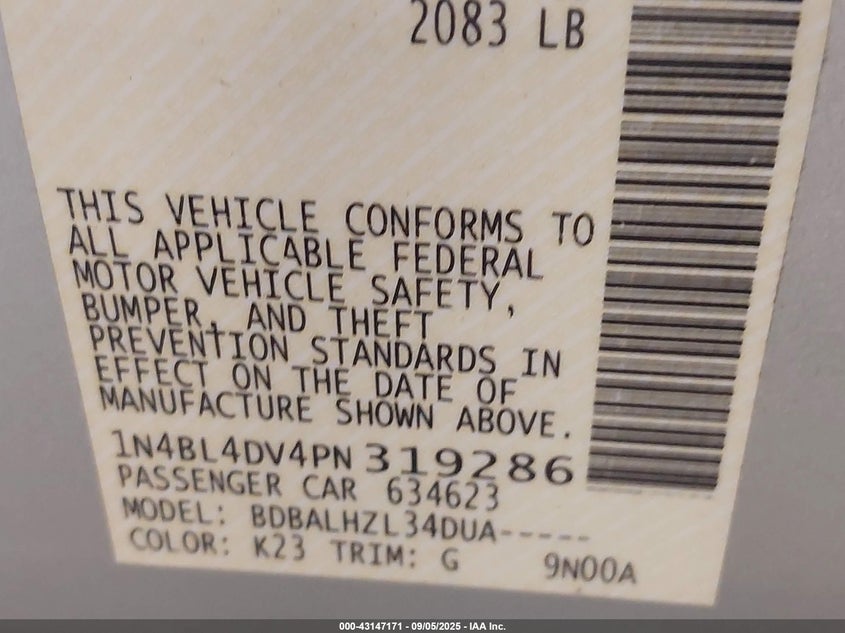 2083 LB
THIS VEHICLE CONFORMS TO
ALL APPLICABLE FEDERAL
MOTOR VEHICLE SAFETY,
BUMPER, AND THEFT
PREVENTION STANDARDS IN
EFFECT ON THE DATE OF
MANUFACTURE SHOWN ABOVE.
1N4BL4DV4PN319286
PASSENGER CAR 634623
MODEL: BDBALHZL34DUA-----
COLOR: K23 TRIM: G 9N00A
000-43147171 - 09/05/2025 - IAA Inc.